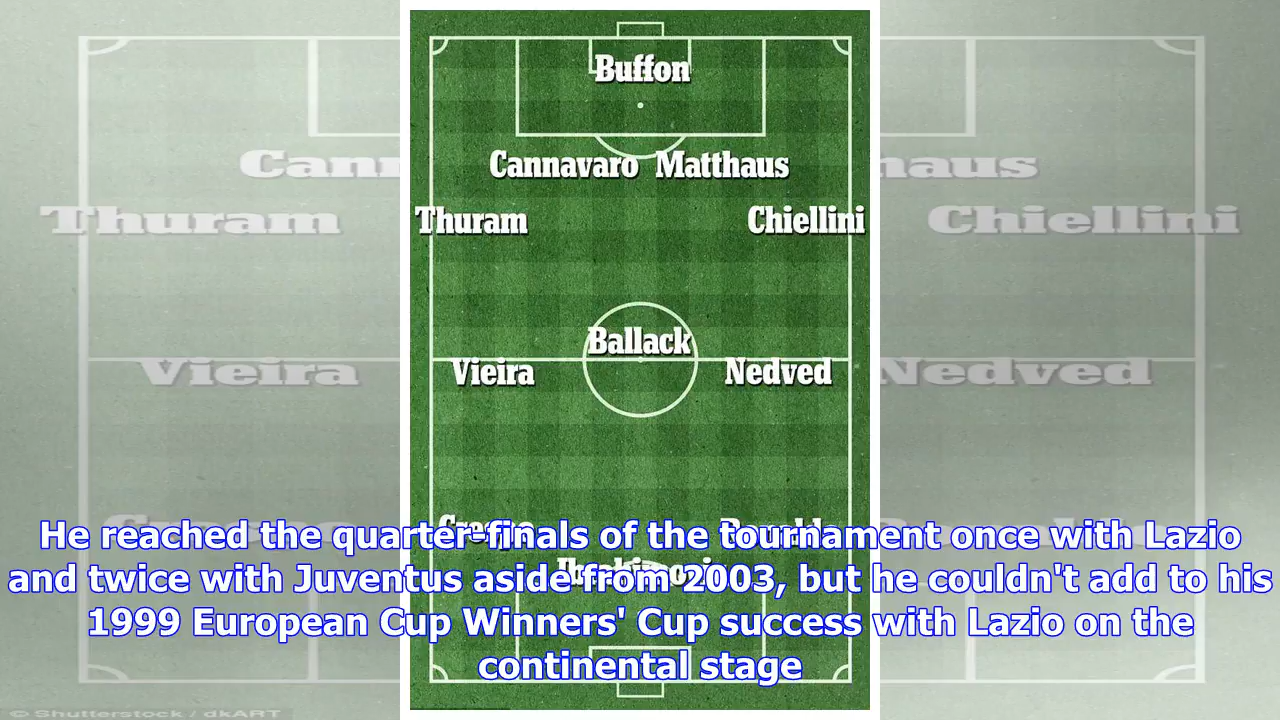 Buffon
Cannavaro Matthaus
Thuram Chiellini
Ballack
Vieira Nedved
He reached the quarter-finals of the tournament once with Lazio
and twice with Juventus aside from 2003, but he couldn't add to his
1999 European Cup Winners' Cup success with Lazio on the
continental stage
© Shutterstock / dkART